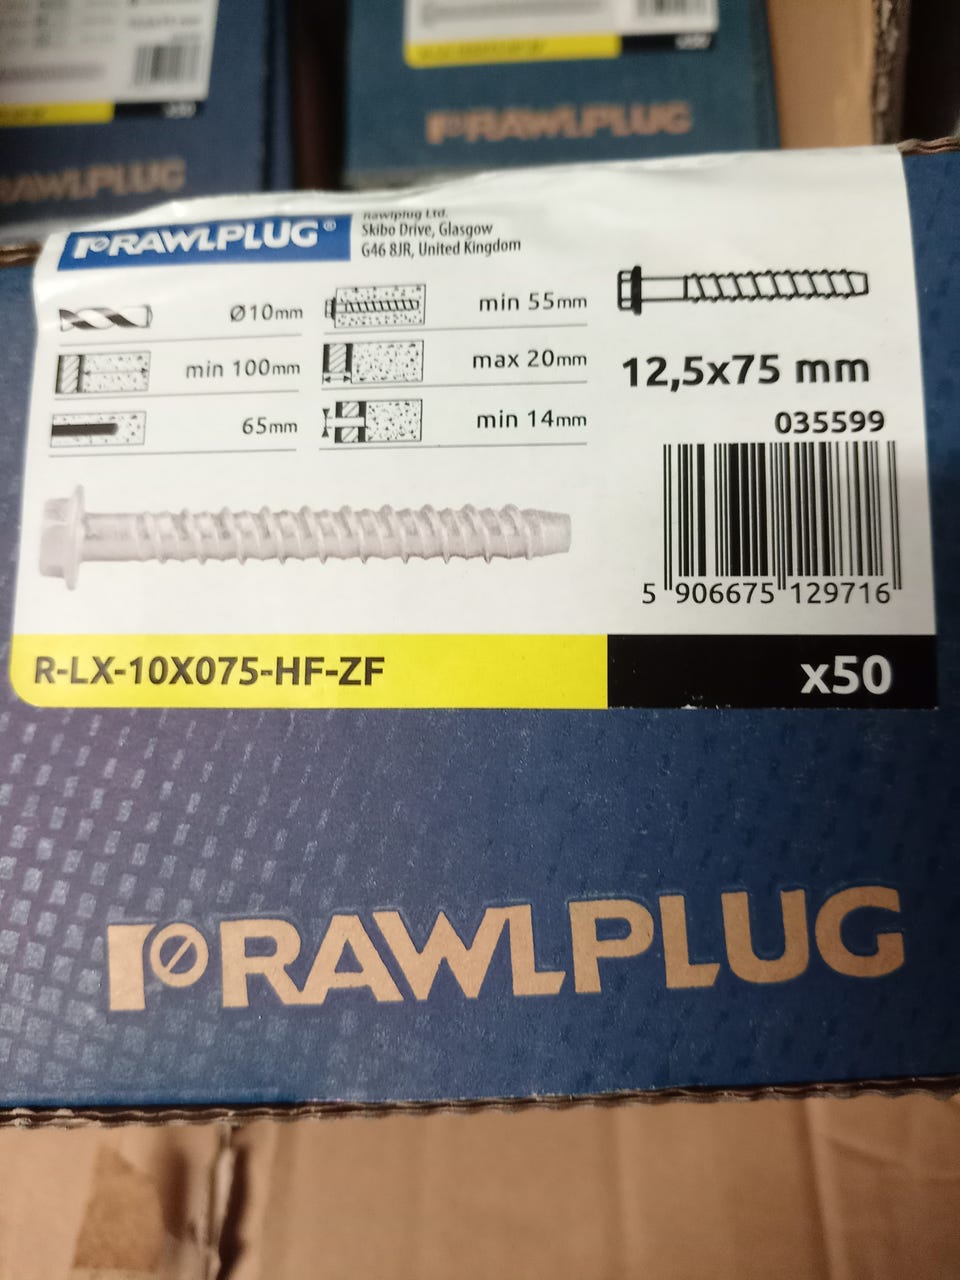 RAWLPLUG
RAWLPLUG
RAWLPLUG®
Rawlplug Ltd.
Skibo Drive, Glasgow
G46 8JR, United Kingdom
Ø10mm
min 55mm
min 100mm
max 20mm
65mm
min 14mm
12,5x75 mm
035599
5 906675 129716
R-LX-10X075-HF-ZF
x50
RAWLPLUG